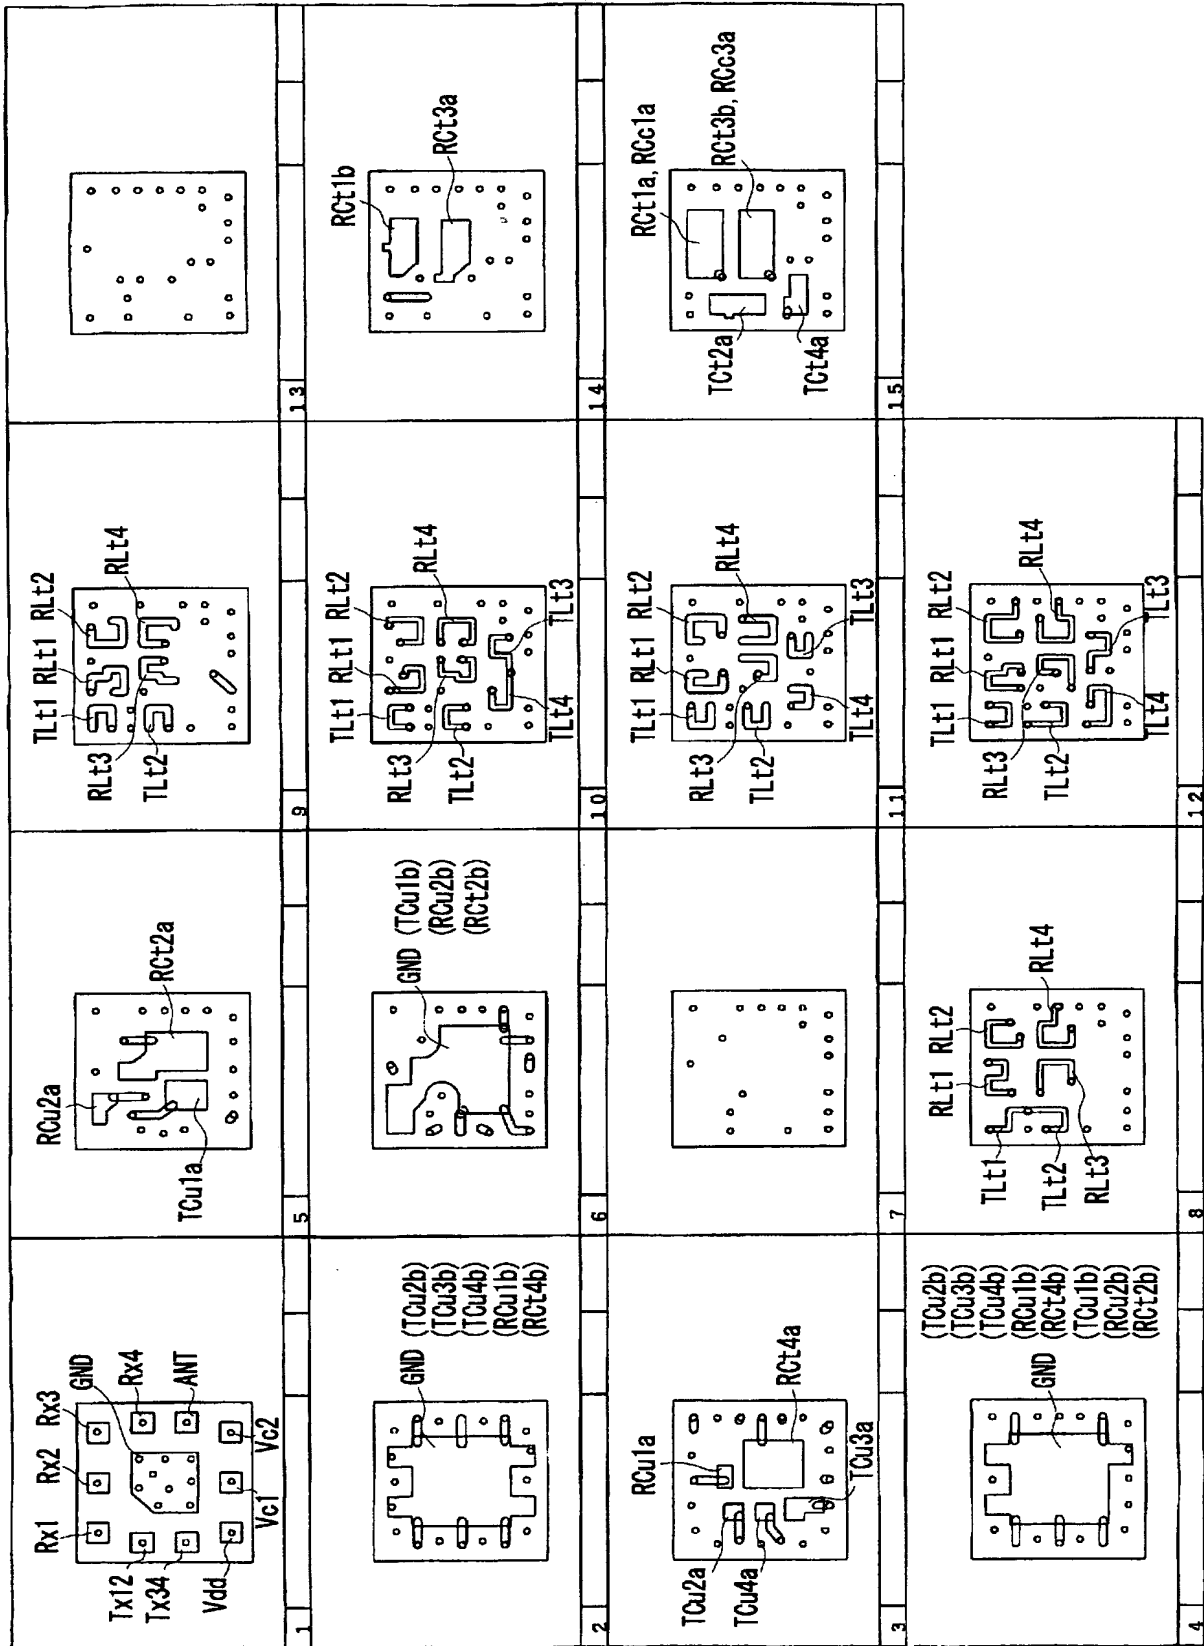 1
Rx1
Rx2
Rx3
GND
Rx4
ANT
Tx12
Tx34
Vdd
Vc1
Vc2
2
GND
(TCu2b)
(TCu3b)
(TCu4b)
(RCu1b)
(RCt4b)
3
RCu1a
TCu2a
TCu4a
RCt4a
TCu3a
4
GND
(TCu2b)
(TCu3b)
(TCu4b)
(RCu1b)
(RCt4b)
(TCu1b)
(RCu2b)
(RCt2b)
5
RCu2a
RCt2a
TCu1a
6
GND
(TCu1b)
(RCu2b)
(RCt2b)
7
8
RLt1
RLt2
TLt1
TLt2
RLt3
RLt4
9
TLt1
RLt1
RLt2
RLt3
TLt2
RLt4
10
TLt1
RLt1
RLt2
RLt3
TLt2
RLt4
TLt4
TLt3
11
TLt1
RLt1
RLt2
RLt3
TLt2
RLt4
TLt4
TLt3
12
TLt1
RLt1
RLt2
RLt3
TLt2
RLt4
TLt4
TLt3
13
14
RCt1b
RCt3a
15
RCt1a, RCc1a
RCt3b, RCc3a
TCt2a
TCt4a